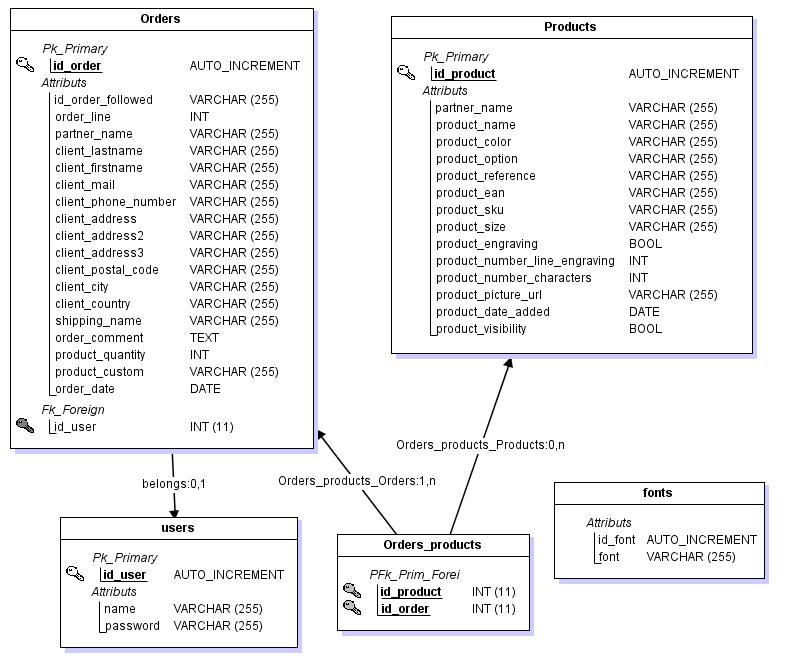 Orders
Pk_Primary
id_order AUTO_INCREMENT
Attributs
id_order_followed VARCHAR (255)
order_line INT
partner_name VARCHAR (255)
client_lastname VARCHAR (255)
client_firstname VARCHAR (255)
client_mail VARCHAR (255)
client_phone_number VARCHAR (255)
client_address VARCHAR (255)
client_address2 VARCHAR (255)
client_address3 VARCHAR (255)
client_postal_code VARCHAR (255)
client_city VARCHAR (255)
client_country VARCHAR (255)
shipping_name VARCHAR (255)
order_comment TEXT
product_quantity INT
product_custom VARCHAR (255)
order_date DATE
Fk_Foreign
id_user INT (11)
Products
Pk_Primary
id_product AUTO_INCREMENT
Attributs
partner_name VARCHAR (255)
product_name VARCHAR (255)
product_color VARCHAR (255)
product_option VARCHAR (255)
product_reference VARCHAR (255)
product_ean VARCHAR (255)
product_sku VARCHAR (255)
product_size VARCHAR (255)
product_engraving BOOL
product_number_line_engraving INT
product_number_characters INT
product_picture_url VARCHAR (255)
product_date_added DATE
product_visibility BOOL
Orders_products_Products:0,n
belongs:0,1
Orders_products_Orders:1,n
users
Pk_Primary
id_user AUTO_INCREMENT
Attributs
name VARCHAR (255)
password VARCHAR (255)
Orders_products
PFk_Prim_Forei
id_product INT (11)
id_order INT (11)
fonts
Attributs
id_font AUTO_INCREMENT
font VARCHAR (255)